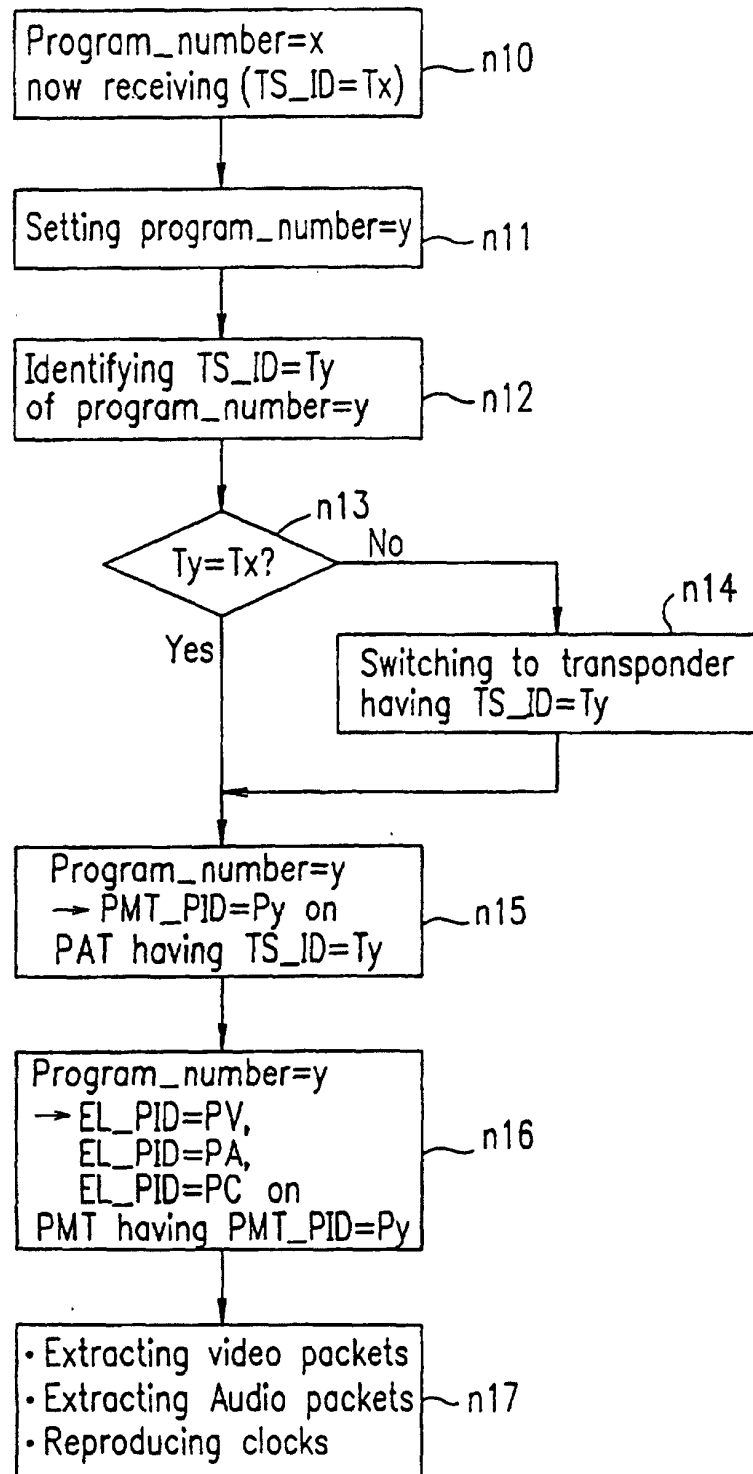 Program_number=x
now receiving (TS_ID=Tx)
n10
Setting program_number=y
n11
Identifying TS_ID=Ty
of program_number=y
n12
n13
Ty=Tx?
No
Yes
n14
Switching to transponder
having TS_ID=Ty
Program_number=y
→ PMT_PID=Py on
PAT having TS_ID=Ty
n15
Program_number=y
→ EL_PID=PV,
EL_PID=PA,
EL_PID=PC on
PMT having PMT_PID=Py
n16
・Extracting video packets
・Extracting Audio packets
・Reproducing clocks
n17